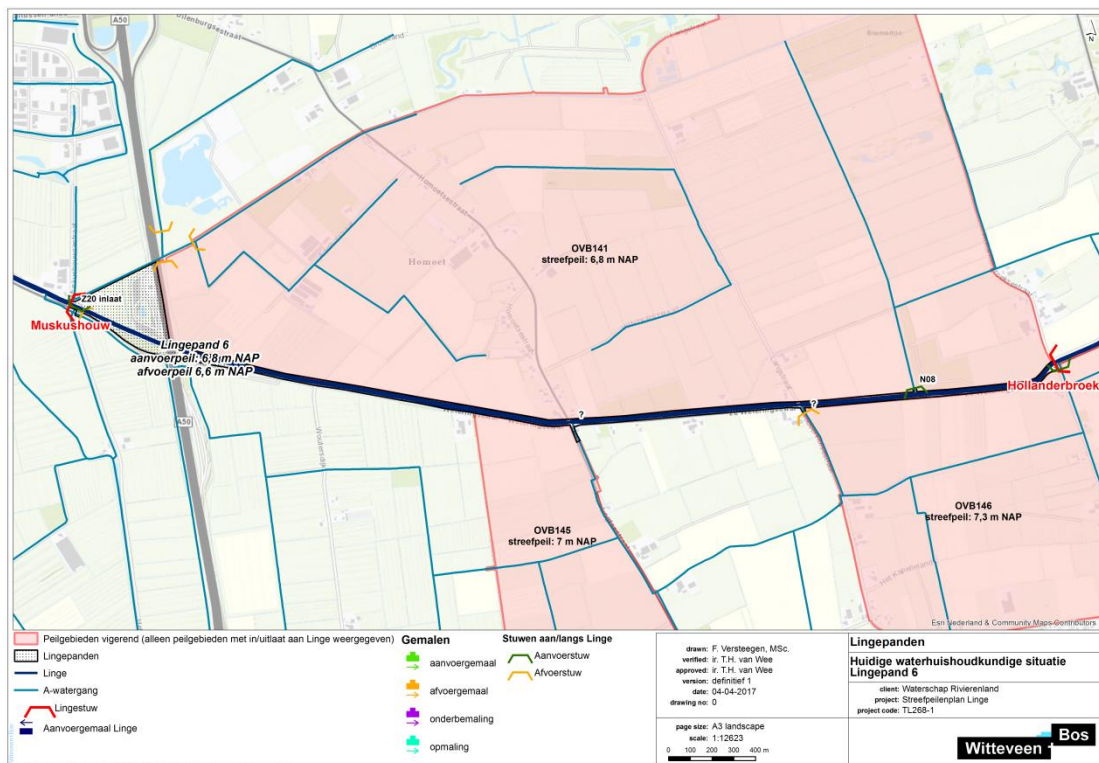 A50
Homoetsestraat
Homoet
OVB141
streefpeil: 6,8 m NAP
Z20 inlaat
Muskushouw
Lingepand 6
aanvoerpeil: 6,8 m NAP
afvoerpeil 6,6 m NAP
N08
Hollanderbroek
?
?
A50
OVB145
streefpeil: 7 m NAP
OVB146
streefpeil: 7,3 m NAP
Esri Nederland & Community Maps Contributors
N
Peilgebieden vigerend (alleen peilgebieden met in/uitlaat aan Linge weergegeven)
Lingepanden
Linge
A-watergang
Lingestuw
Aanvoergemaal Linge
Gemalen
aanvoergemaal
afvoergemaal
onderbemaling
opmaling
Stuwen aan/langs Linge
Aanvoerstuw
Afvoerstuw
drawn: F. Versteegen, MSc.
verified: ir. T.H. van Wee
approved: ir. T.H. van Wee
version: definitief 1
date: 04-04-2017
drawing no: 0
page size: A3 landscape
scale: 1:12623
0 100 200 300 400 m
Lingepanden
Huidige waterhuishoudkundige situatie
Lingepand 6
client: Waterschap Rivierenland
project: Streefpeilenplan Linge
project code: TL268-1
Witteveen + Bos